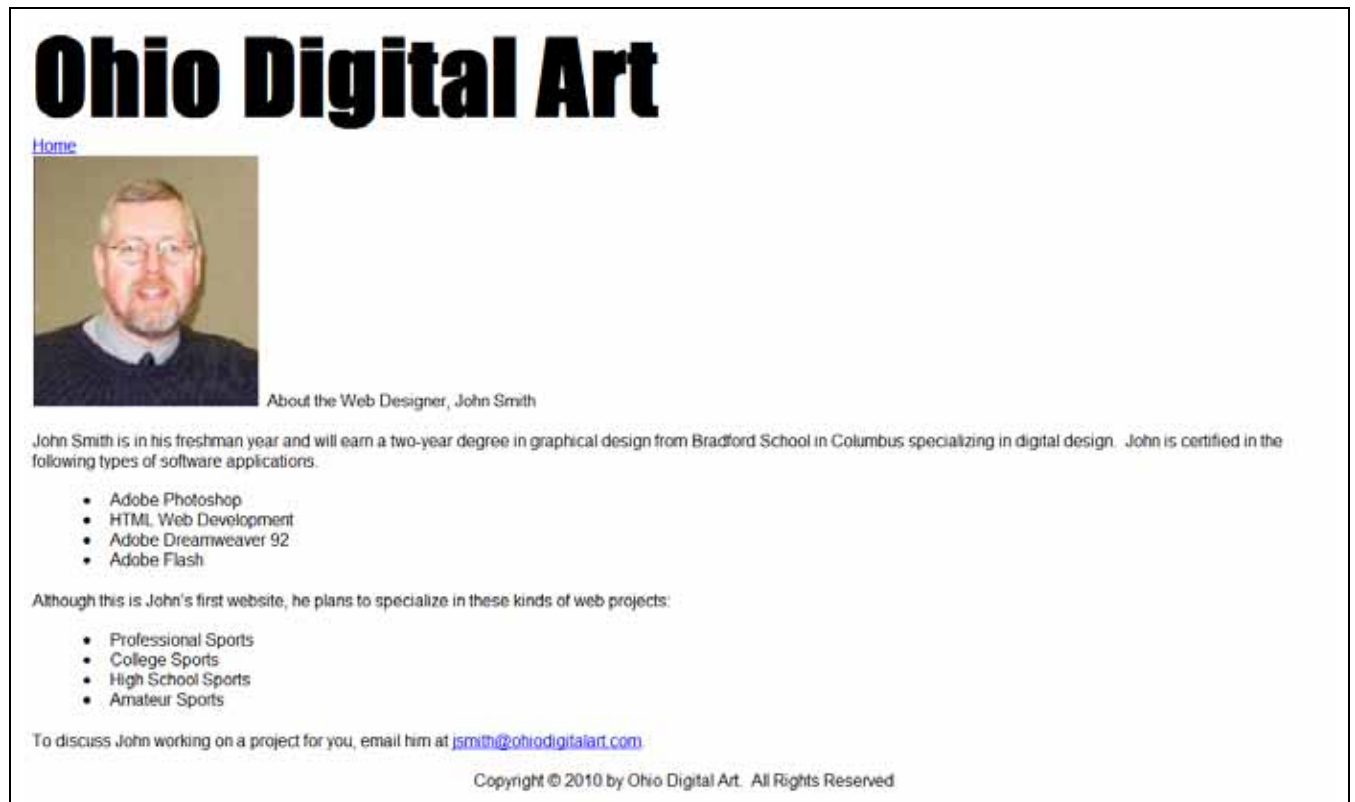 Ohio Digital Art
Home
About the Web Designer, John Smith
John Smith is in his freshman year and will earn a two-year degree in graphical design from Bradford School in Columbus specializing in digital design.  John is certified in the
following types of software applications.
• Adobe Photoshop
• HTML Web Development
• Adobe Dreamweaver 92
• Adobe Flash
Although this is John's first website, he plans to specialize in these kinds of web projects:
• Professional Sports
• College Sports
• High School Sports
• Amateur Sports
To discuss John working on a project for you, email him at jsmith@ohiodigitalart.com.
Copyright © 2010 by Ohio Digital Art.  All Rights Reserved